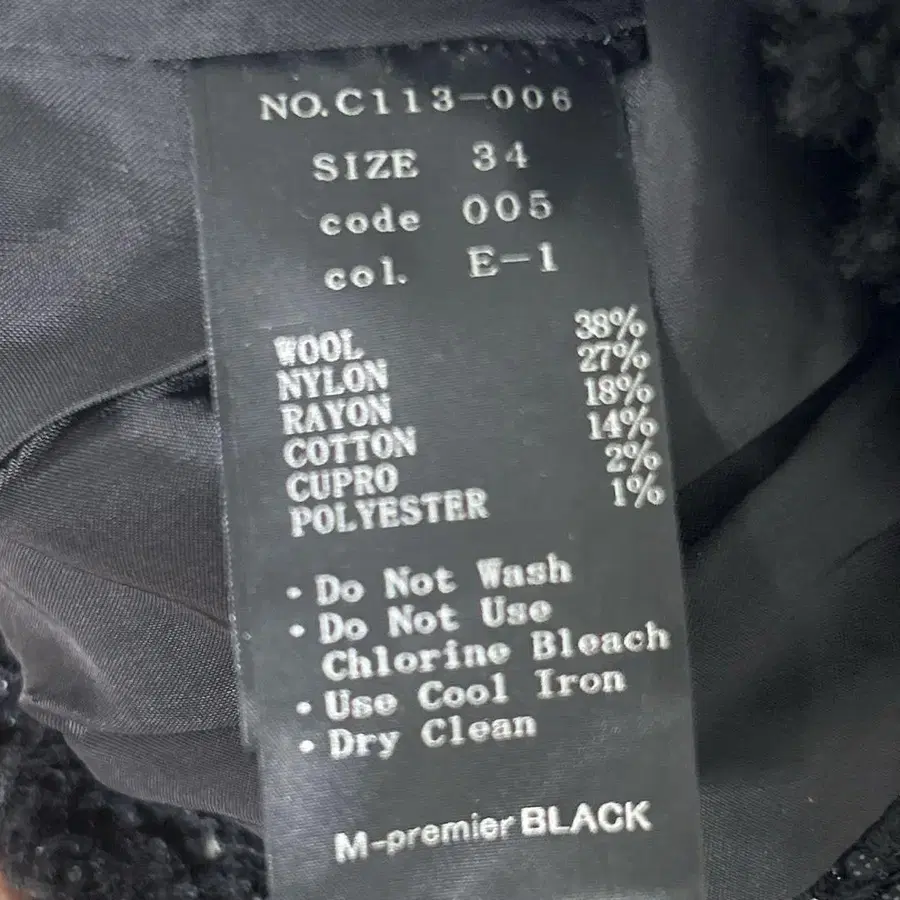 NO.C113-006
SIZE 34
code 005
col. E-1
WOOL 38%
NYLON 27%
RAYON 18%
COTTON 14%
CUPRO 2%
POLYESTER 1%
・Do Not Wash
・Do Not Use
Chlorine Bleach
・Use Cool Iron
・Dry Clean
M-premier BLACK